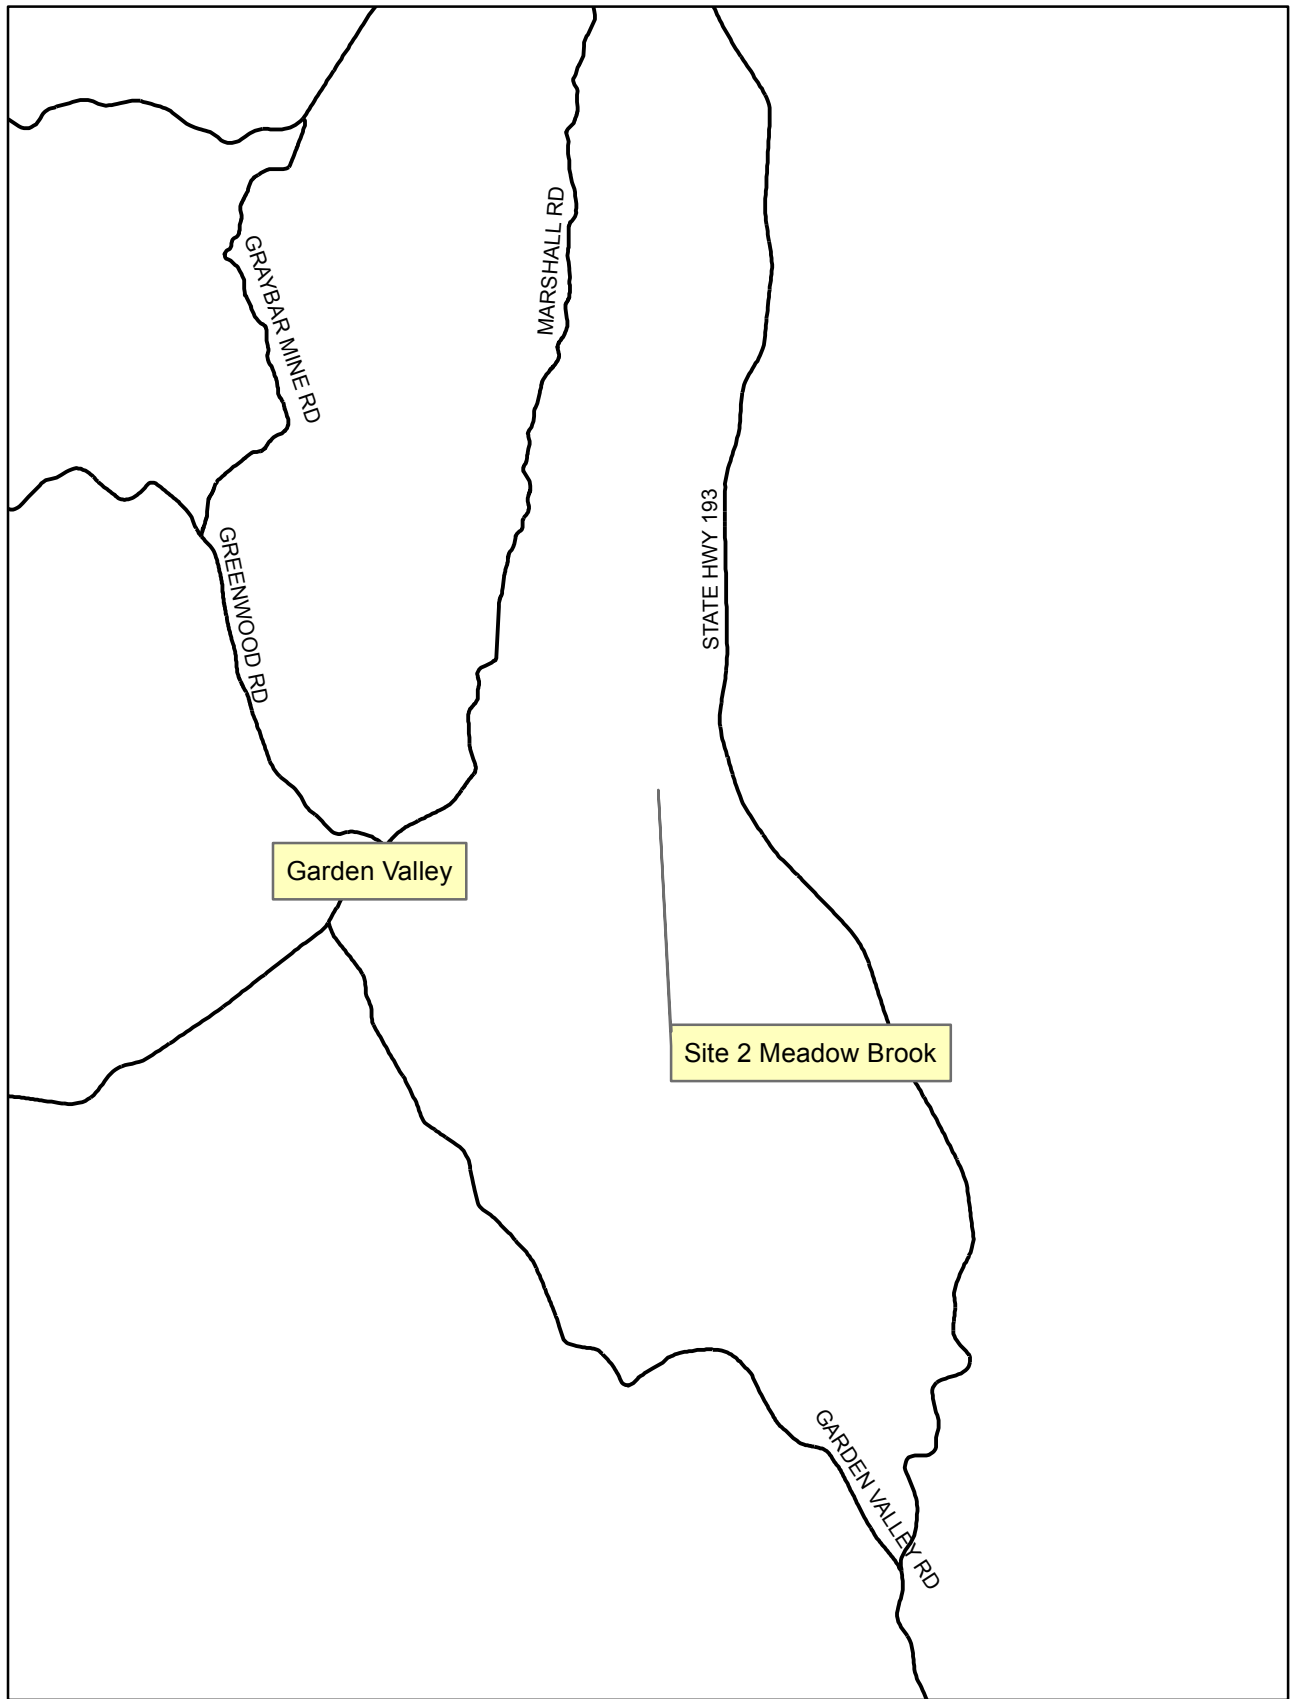 MARSHALL RD
GRAYBAR MINE RD
STATE HWY 193
GREENWOOD RD
Garden Valley
Site 2 Meadow Brook
GARDEN VALLEY RD